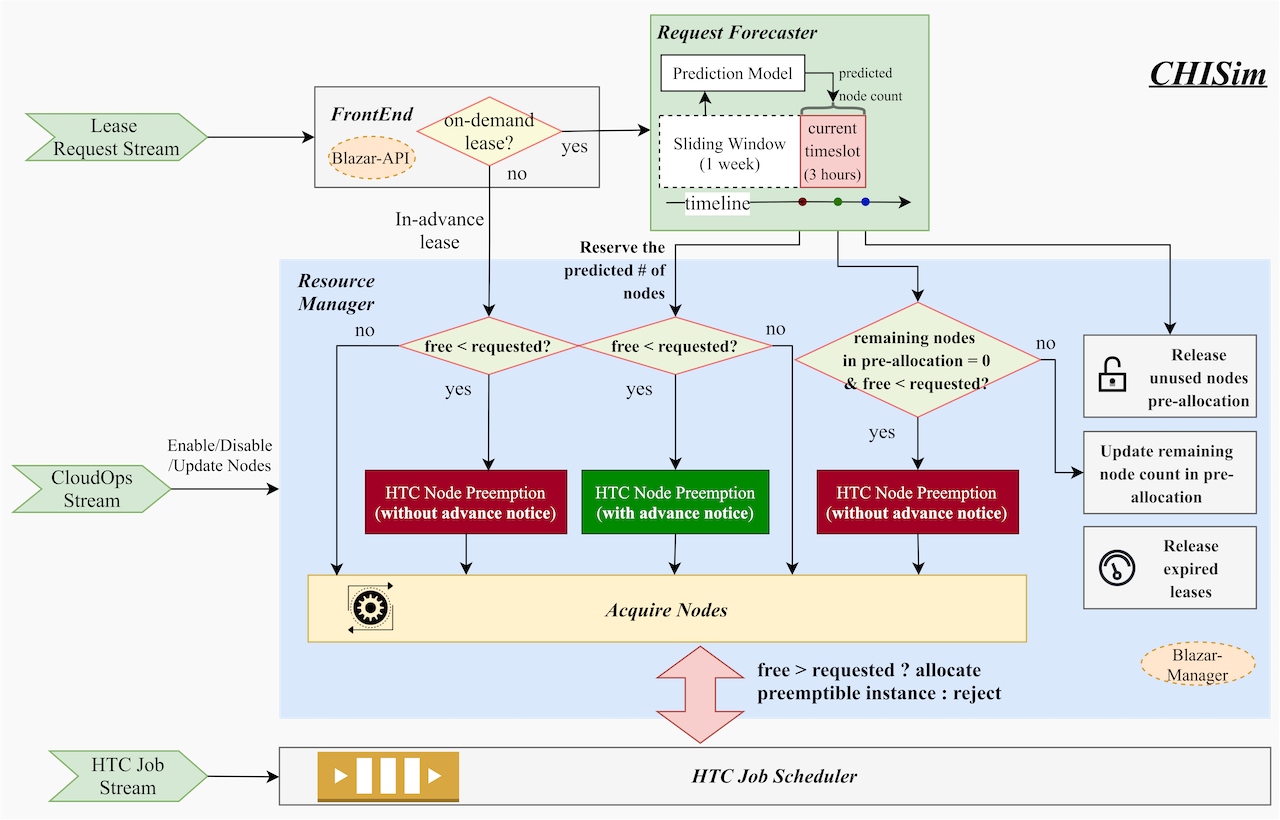 CHISim
Request Forecaster
Prediction Model
predicted
node count
Sliding Window
(1 week)
current
timeslot
(3 hours)
timeline
FrontEnd
Blazar-API
on-demand
lease?
yes
no
Lease
Request Stream
In-advance
lease
Reserve the
predicted # of
nodes
Resource
Manager
no
free < requested?
yes
free < requested?
no
yes
remaining nodes
in pre-allocation = 0
& free < requested?
no
yes
Release
unused nodes
pre-allocation
Update remaining
node count in pre-
allocation
Release
expired
leases
CloudOps
Stream
Enable/Disable
/Update Nodes
HTC Node Preemption
(without advance notice)
HTC Node Preemption
(with advance notice)
HTC Node Preemption
(without advance notice)
Acquire Nodes
Blazar-
Manager
free > requested ? allocate
preemptible instance : reject
HTC Job
Stream
HTC Job Scheduler